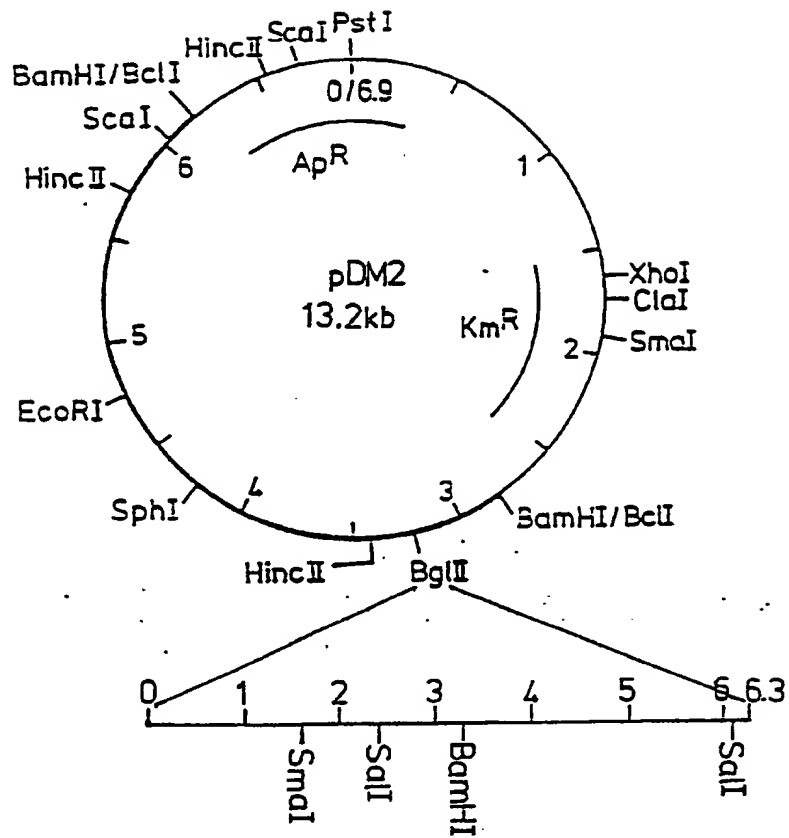 HincII
ScaI
PstI
BamHI/BclI
0/6.9
ScaI
6
ApR
1
HincII
pDM2
13.2kb
XhoI
ClaI
KmR
SmaI
5
2
EcoRI
4
3
SphI
BamHI/BclI
HincII
BglII
0 1 2 3 4 5 6 6.3
SmaI
SalI
BamHI
SalI